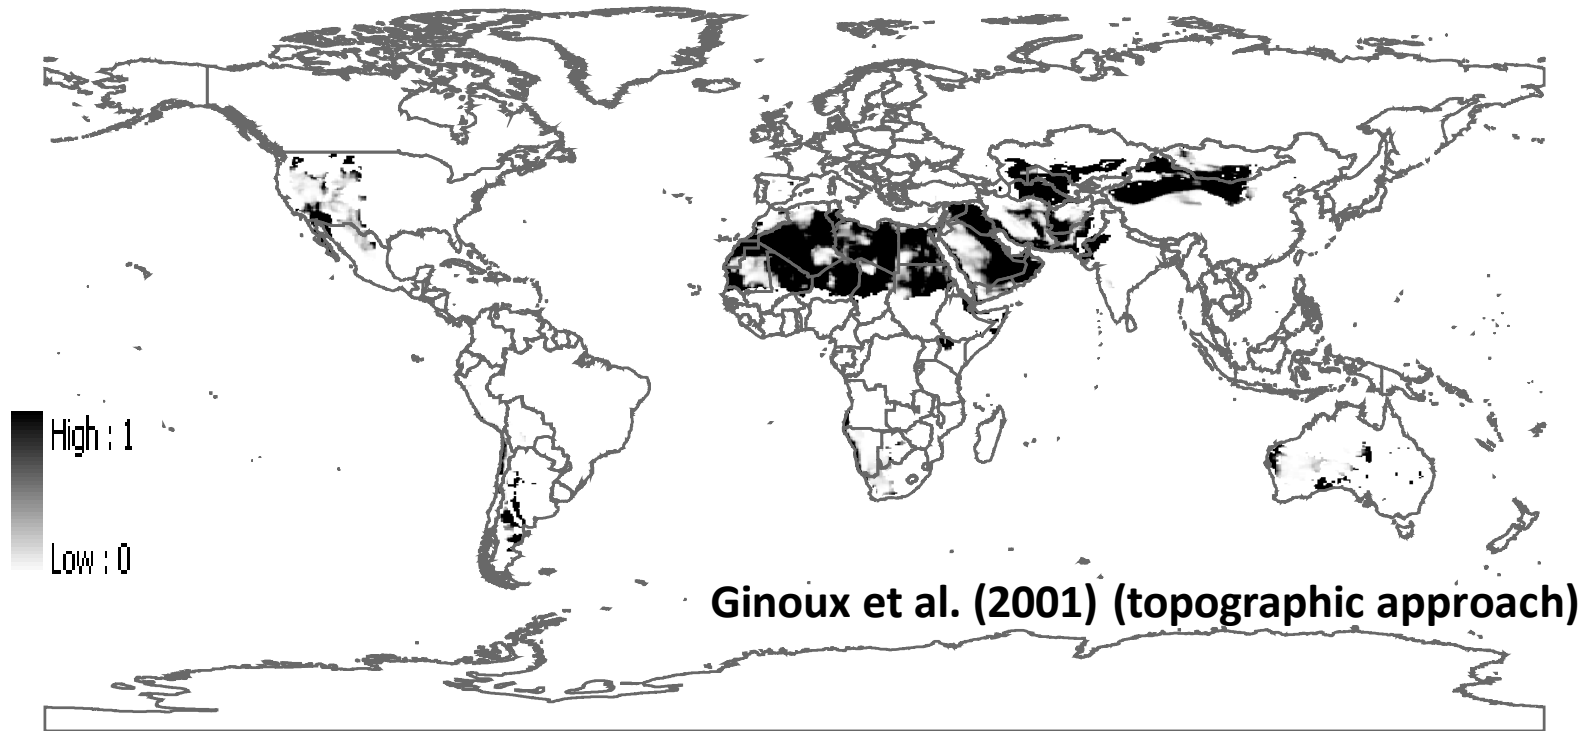 High : 1
Low : 0
Ginoux et al. (2001) (topographic approach)